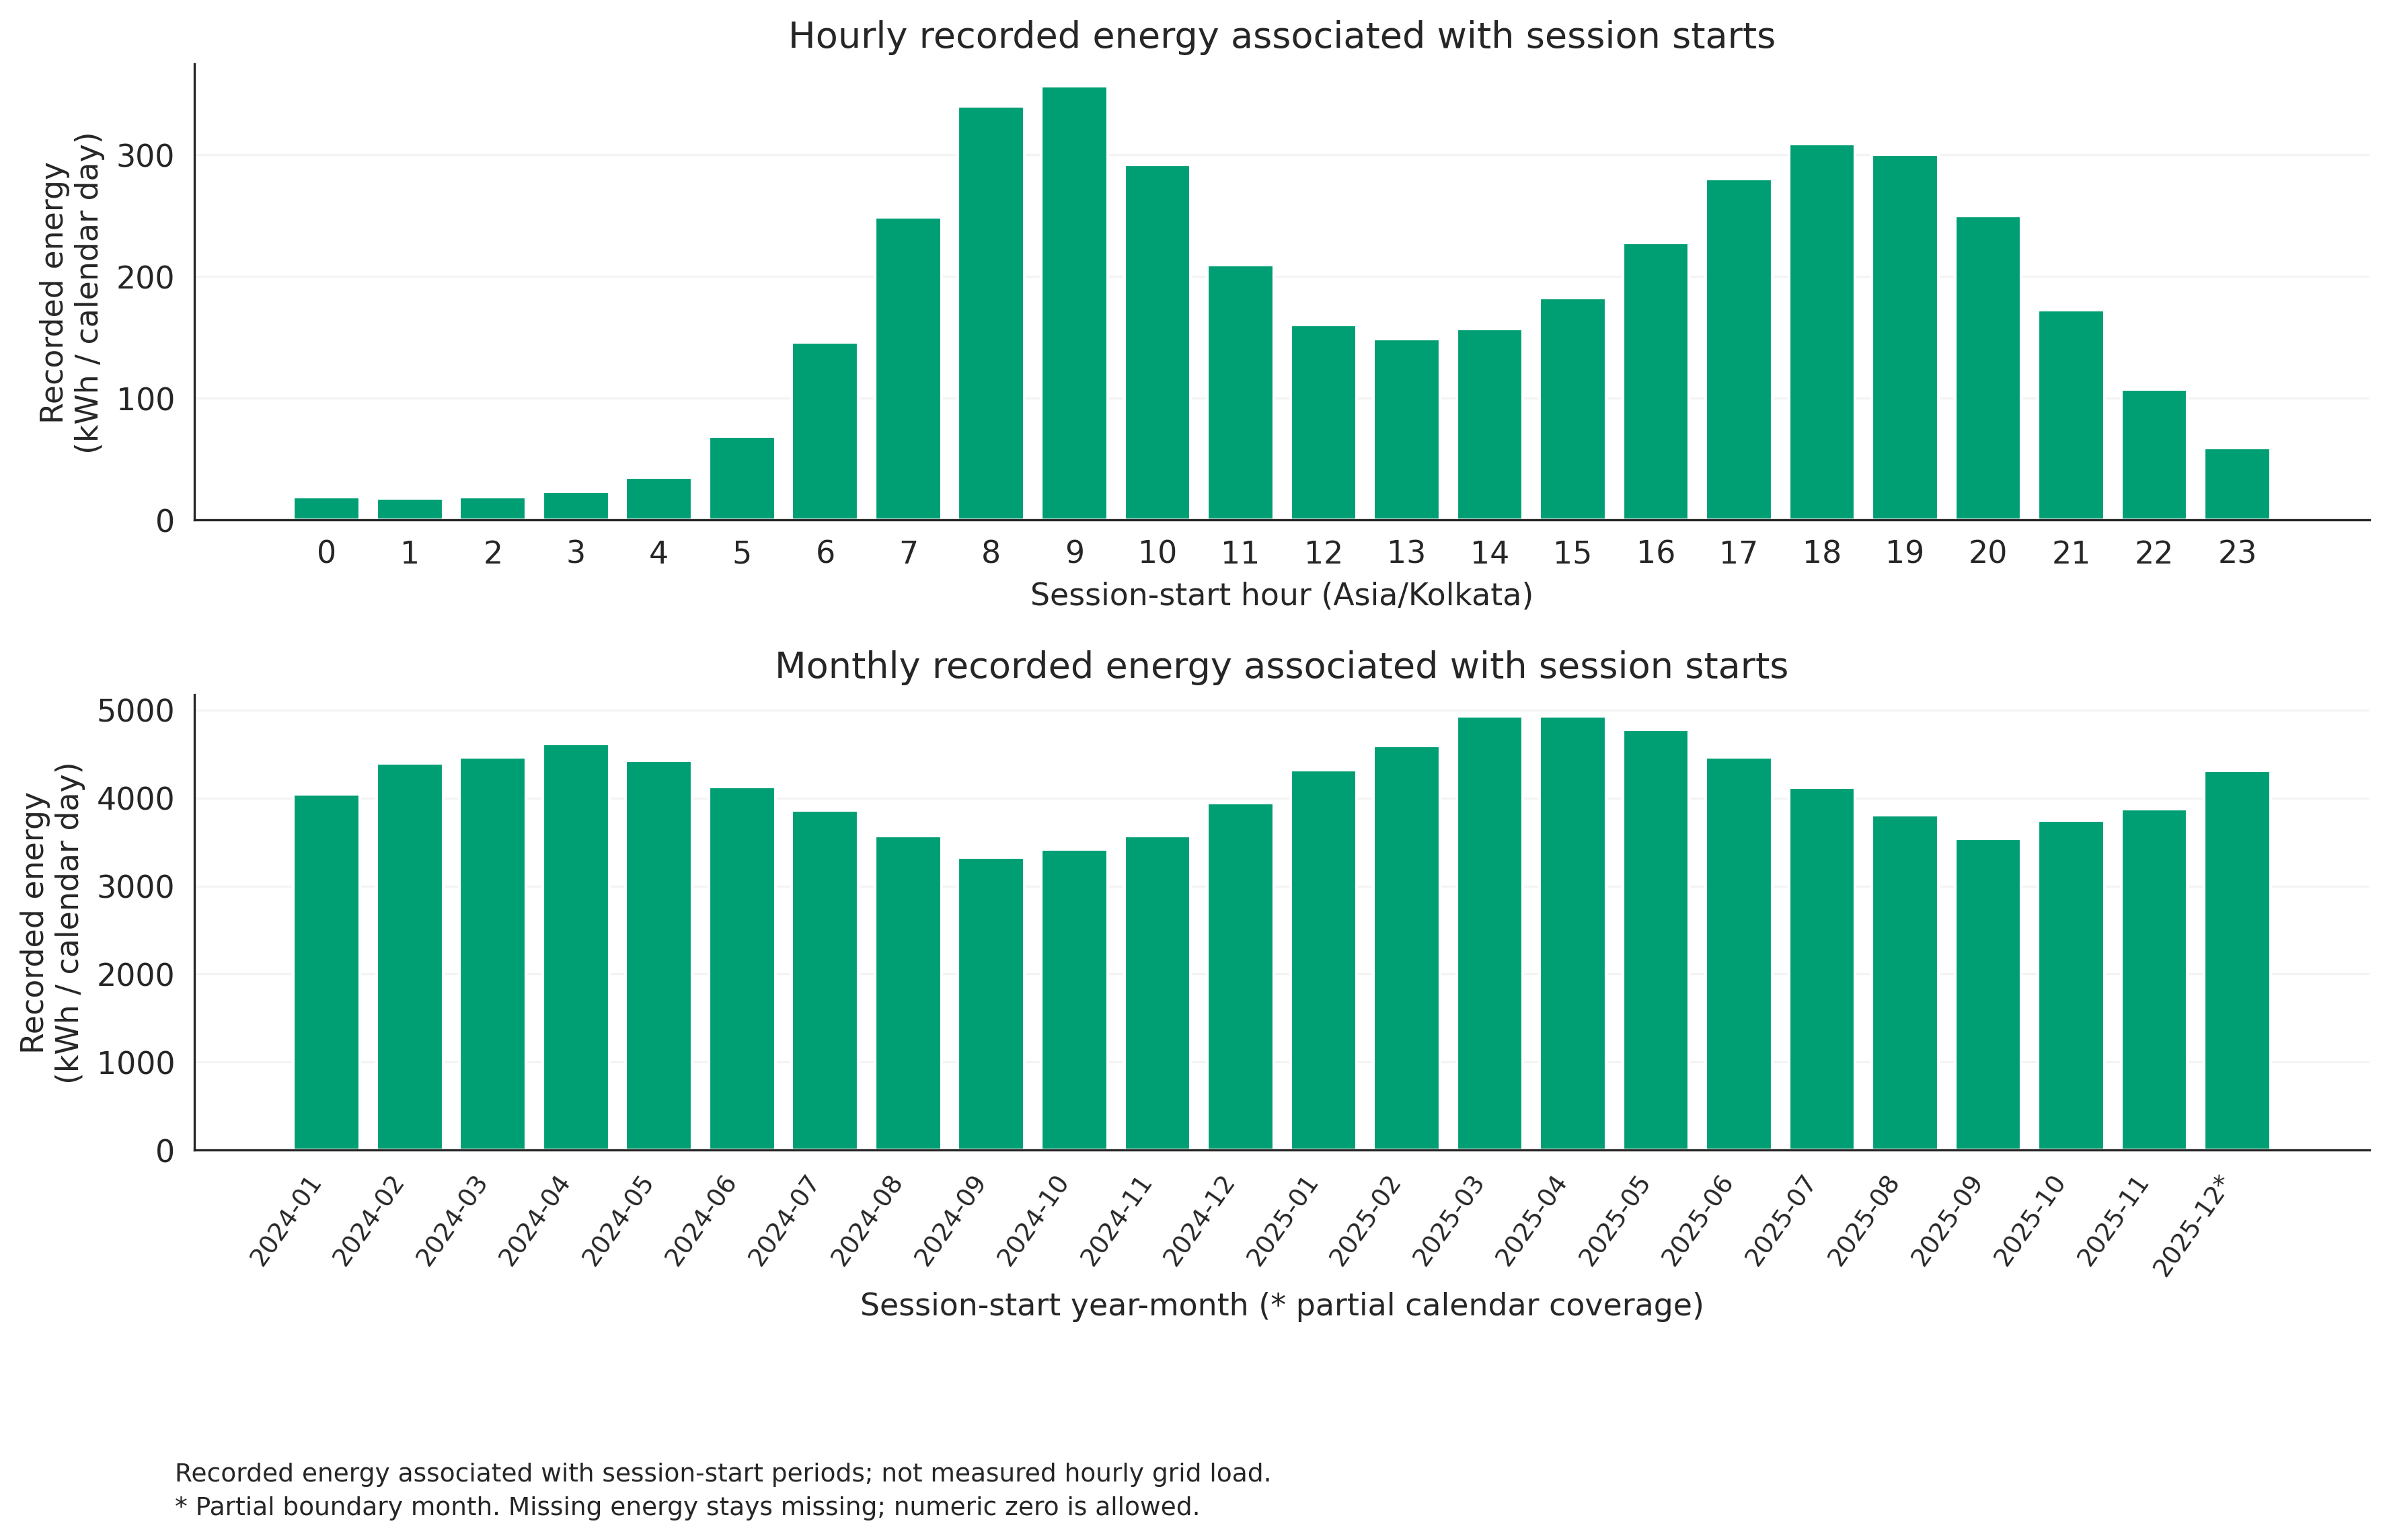 Hourly recorded energy associated with session starts
Recorded energy
(kWh / calendar day)
300
200
100
0
0 1 2 3 4 5 6 7 8 9 10 11 12 13 14 15 16 17 18 19 20 21 22 23
Session-start hour (Asia/Kolkata)
Monthly recorded energy associated with session starts
Recorded energy
(kWh / calendar day)
5000
4000
3000
2000
1000
0
2024-01 2024-02 2024-03 2024-04 2024-05 2024-06 2024-07 2024-08 2024-09 2024-10 2024-11 2024-12 2025-01 2025-02 2025-03 2025-04 2025-05 2025-06 2025-07 2025-08 2025-09 2025-10 2025-11 2025-12*
Session-start year-month (* partial calendar coverage)
Recorded energy associated with session-start periods; not measured hourly grid load.
* Partial boundary month. Missing energy stays missing; numeric zero is allowed.